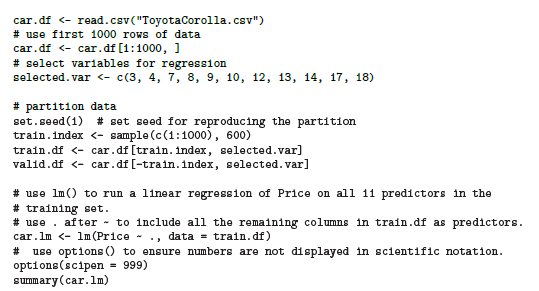 car.df <- read.csv("ToyotaCorolla.csv")
# use first 1000 rows of data
car.df <- car.df[1:1000, ]
# select variables for regression
selected.var <- c(3, 4, 7, 8, 9, 10, 12, 13, 14, 17, 18)

# partition data
set.seed(1)  # set seed for reproducing the partition
train.index <- sample(c(1:1000), 600)
train.df <- car.df[train.index, selected.var]
valid.df <- car.df[-train.index, selected.var]

# use lm() to run a linear regression of Price on all 11 predictors in the
# training set.
# use . after ~ to include all the remaining columns in train.df as predictors.
car.lm <- lm(Price ~ ., data = train.df)
#  use options() to ensure numbers are not displayed in scientific notation.
options(scipen = 999)
summary(car.lm)